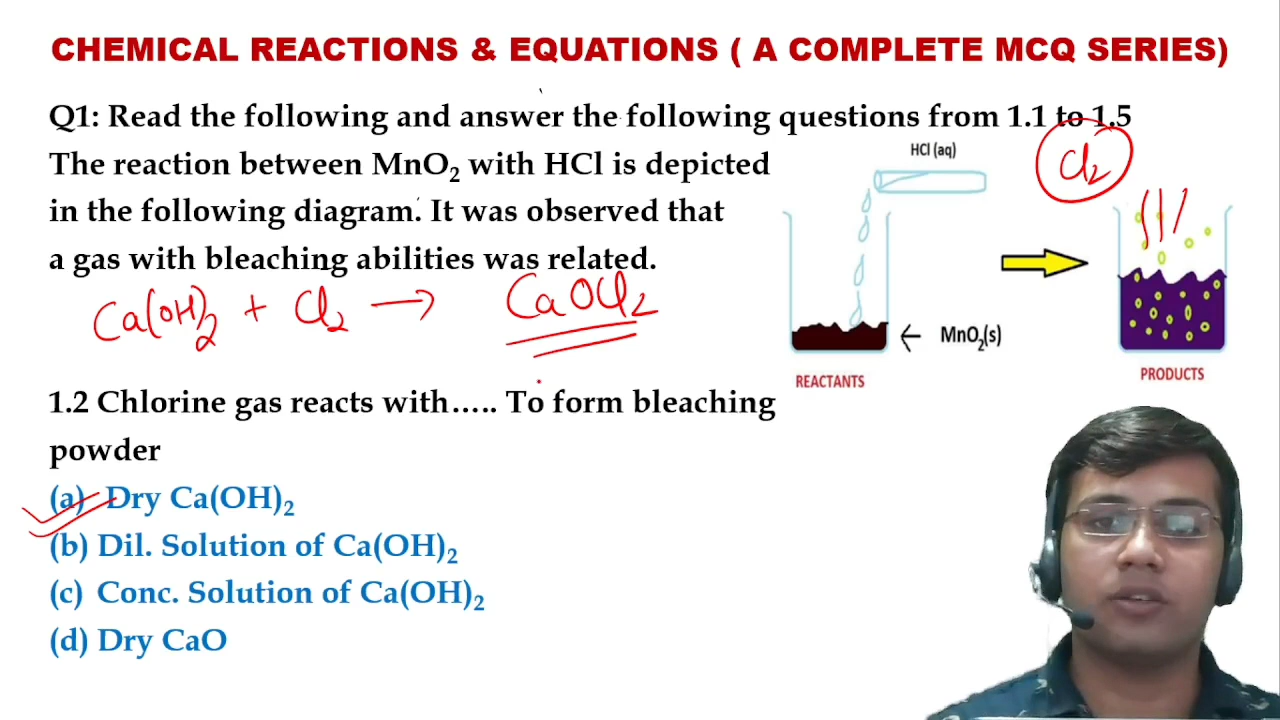 CHEMICAL REACTIONS & EQUATIONS ( A COMPLETE MCQ SERIES)
Q1: Read the following and answer the following questions from 1.1 to 1.5
The reaction between MnO₂ with HCl is depicted
in the following diagram. It was observed that
a gas with bleaching abilities was related.
Ca(OH)₂ + Cl₂ → CaOCl₂
HCl (aq)
Cl₂
← MnO₂(s)
REACTANTS
PRODUCTS
1.2 Chlorine gas reacts with..... To form bleaching
powder
(a) Dry Ca(OH)₂
(b) Dil. Solution of Ca(OH)₂
(c) Conc. Solution of Ca(OH)₂
(d) Dry CaO